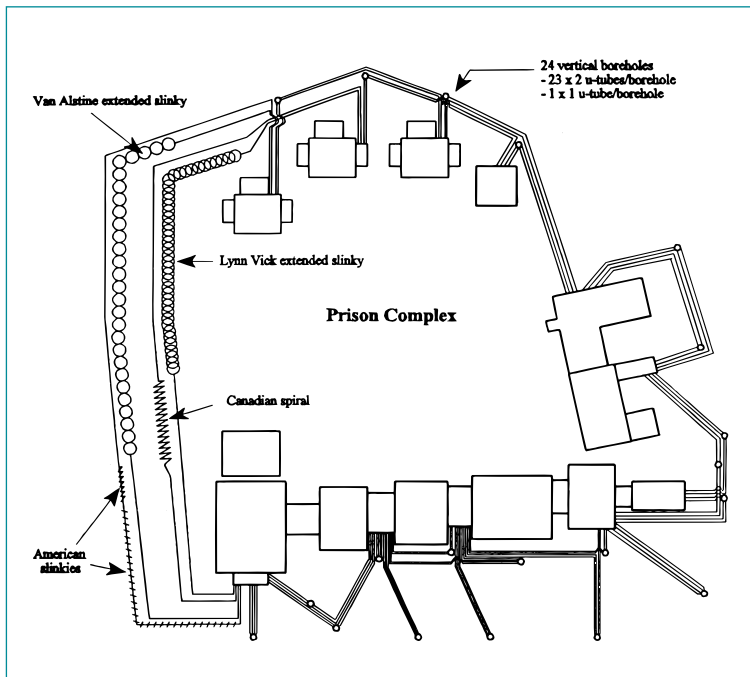 24 vertical boreholes
- 23 x 2 u-tubes/borehole
- 1 x 1 u-tube/borehole
Van Alstine extended slinky
Lynn Vick extended slinky
Prison Complex
Canadian spiral
American
slinkies